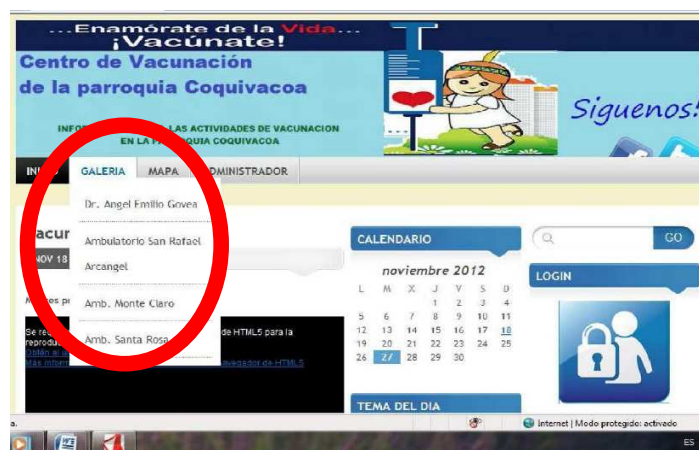 ...Enamórate de la Vida...
¡Vacúnate!
Centro de Vacunación
de la parroquia Coquivacoa
LAS ACTIVIDADES DE VACUNACION
EN LA COQUIVACOA
Siguenos!
GALERIA MAPA ADMINISTRADOR
Dr. Angel Emilio Govea
Ambulatorio San Rafael
Arcangel
Amb. Monte Claro
Amb. Santa Rosa
NOV 18
de HTML5 para la
navegador de HTML5
CALENDARIO
noviembre 2012
L M X J V S D
1 2 3 4
5 6 7 8 9 10 11
12 13 14 15 16 17 18
19 20 21 22 23 24 25
26 27 28 29 30
TEMA DEL DIA
GO
LOGIN
Internet | Modo protegido: activado
ES